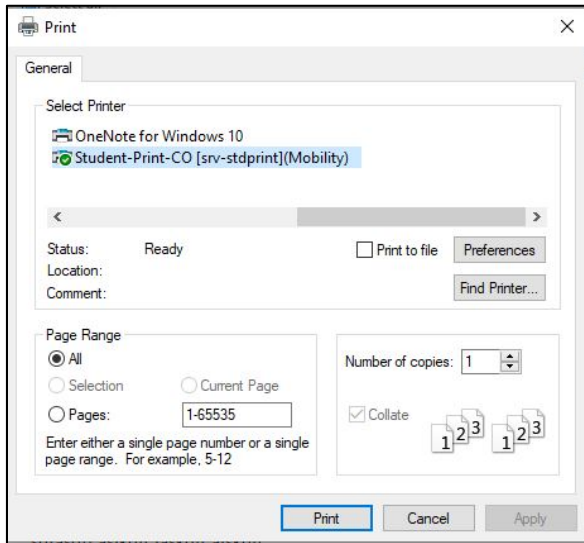 Print
General
Select Printer
OneNote for Windows 10
Student-Print-CO [srv-stdprint](Mobility)
Status: Ready
Print to file
Preferences
Location:
Comment:
Find Printer...
Page Range
All
Selection
Current Page
Pages: 1-65535
Enter either a single page number or a single
page range. For example, 5-12
Number of copies: 1
Collate
1 2 3 1 2 3
Print Cancel Apply